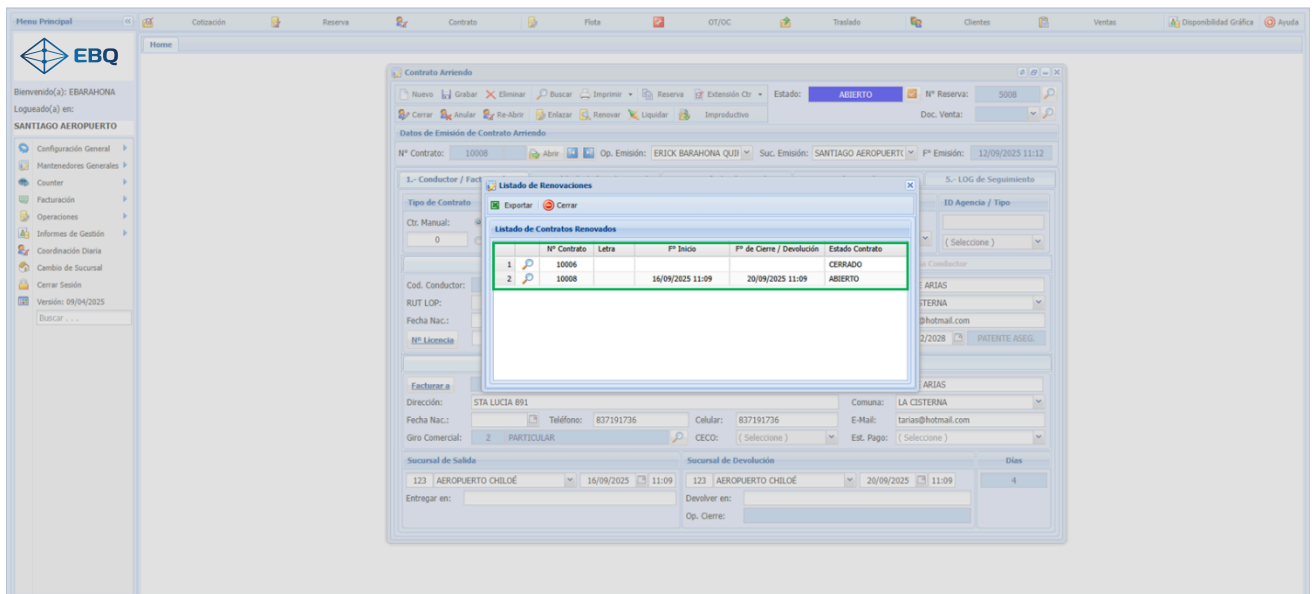 Menu Principal
Cotización
Reserva
Contrato
Flota
OT/OC
Traslado
Clientes
Ventas
Disponibilidad Gráfica
Ayuda
Home
EBQ
Bienvenido(a): EBARAHONA
Logueado(a) en:
SANTIAGO AEROPUERTO
Configuración General
Mantenedores Generales
Counter
Facturación
Operaciones
Informes de Gestión
Coordinación Diaria
Cambio de Sucursal
Cerrar Sesión
Versión: 09/04/2025
Buscar . . .
Contrato Arriendo
Nuevo Grabar Eliminar Buscar Imprimir Reserva Extensión Ctr Estado: ABIERTO Nº Reserva: 5008
Cerrar Anular Re-Abrir Enlazar Renovar Liquidar Improductivo Doc. Venta:
Datos de Emisión de Contrato Arriendo
Nº Contrato: 10008 Abrir Op. Emisión: ERICK BARAHONA QUII Suc. Emisión: SANTIAGO AEROPUERT( Fº Emisión: 12/09/2025 11:12
1.- Conductor / Fact
5.- LOG de Seguimiento
Tipo de Contrato
ID Agencia / Tipo
Ctr. Manual:
0
( Seleccione )
Conductor
Cod. Conductor:
ARIAS
RUT LOP:
STERNA
Fecha Nac.:
@hotmail.com
Nº Licencia
2/2028 PATENTE ASEG.
Listado de Renovaciones
Exportar Cerrar
Listado de Contratos Renovados
Nº Contrato Letra Fº Inicio Fº de Cierre / Devolución Estado Contrato
1 10006 CERRADO
2 10008 16/09/2025 11:09 20/09/2025 11:09 ABIERTO
Facturar a
ARIAS
Dirección: STA LUCIA 891 Comuna: LA CISTERNA
Fecha Nac.: Teléfono: 837191736 Celular: 837191736 E-Mail: tarias@hotmail.com
Giro Comercial: 2 PARTICULAR CECO: ( Seleccione ) Est. Pago: ( Seleccione )
Sucursal de Salida Sucursal de Devolución Días
123 AEROPUERTO CHILOÉ 16/09/2025 11:09 123 AEROPUERTO CHILOÉ 20/09/2025 11:09 4
Entregar en: Devolver en:
Op. Cierre: